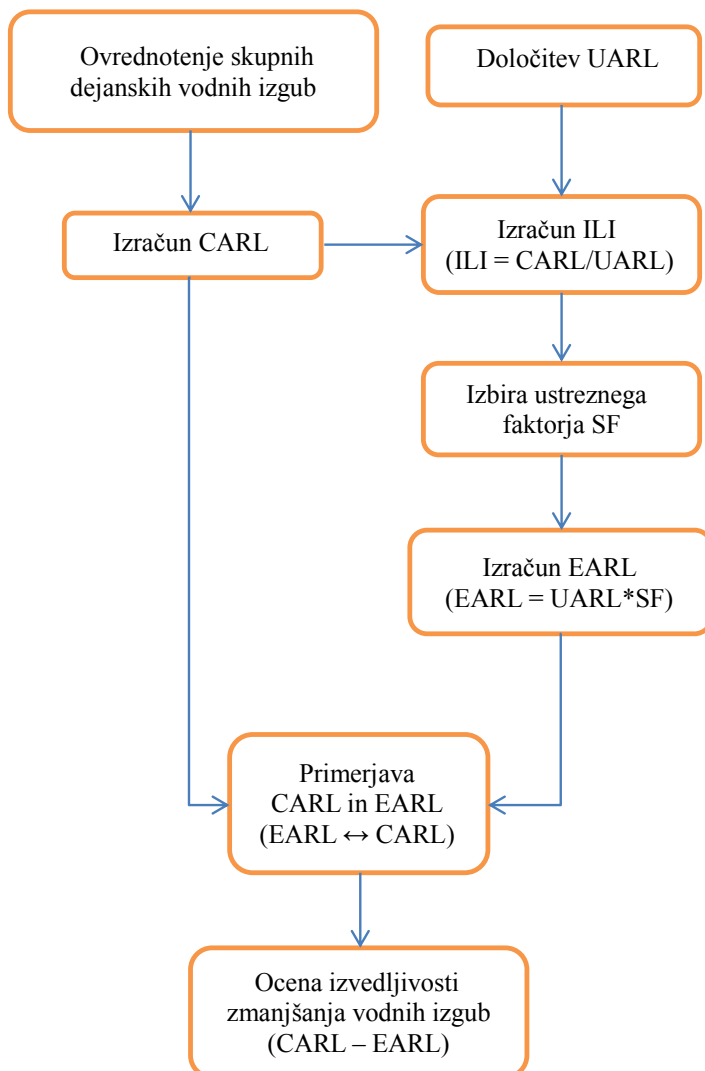 Ovrednotenje skupnih
dejanskih vodnih izgub
Določitev UARL
Izračun CARL
Izračun ILI
(ILI = CARL/UARL)
Izbira ustreznega
faktorja SF
Izračun EARL
(EARL = UARL*SF)
Primerjava
CARL in EARL
(EARL ↔ CARL)
Ocena izvedljivosti
zmanjšanja vodnih izgub
(CARL – EARL)